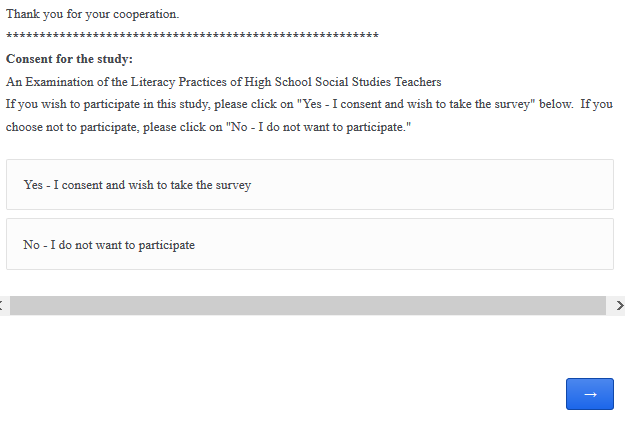 Thank you for your cooperation.
*********************************************************
Consent for the study:
An Examination of the Literacy Practices of High School Social Studies Teachers
If you wish to participate in this study, please click on "Yes - I consent and wish to take the survey" below.  If you
choose not to participate, please click on "No - I do not want to participate."
Yes - I consent and wish to take the survey
No - I do not want to participate
→